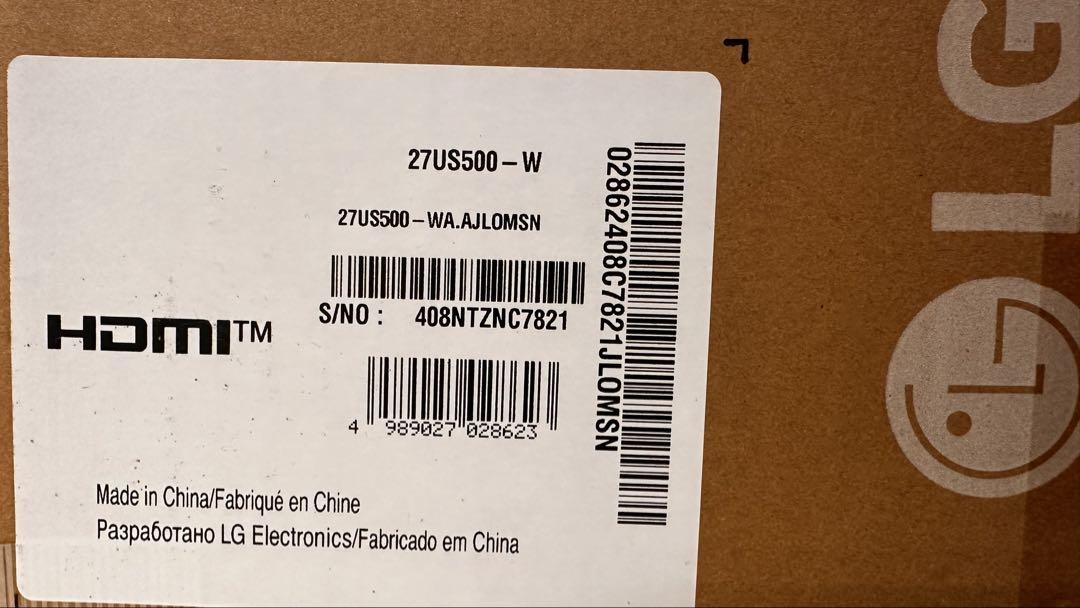 27US500-W
27US500-WA.AJLOMSN
S/NO : 408NTZNC7821
HDMI™
4 989027 028623
Made in China/Fabriqué en Chine
Разработано LG Electronics/Fabricado em China
02862408C7821JLOMSN
LG